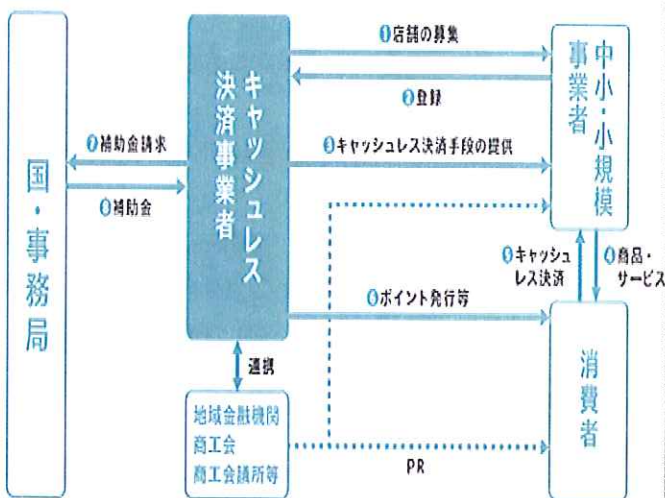 国・事務局
❼補助金請求
❽補助金
キャッシュレス
決済事業者
❶店舗の募集
❷登録
❸キャッシュレス決済手段の提供
中小・小規模
事業者
❺キャッシュ
レス決済
❹商品・
サービス
❻ポイント発行等
消費者
連携
地域金融機関
商工会
商工会議所等
PR